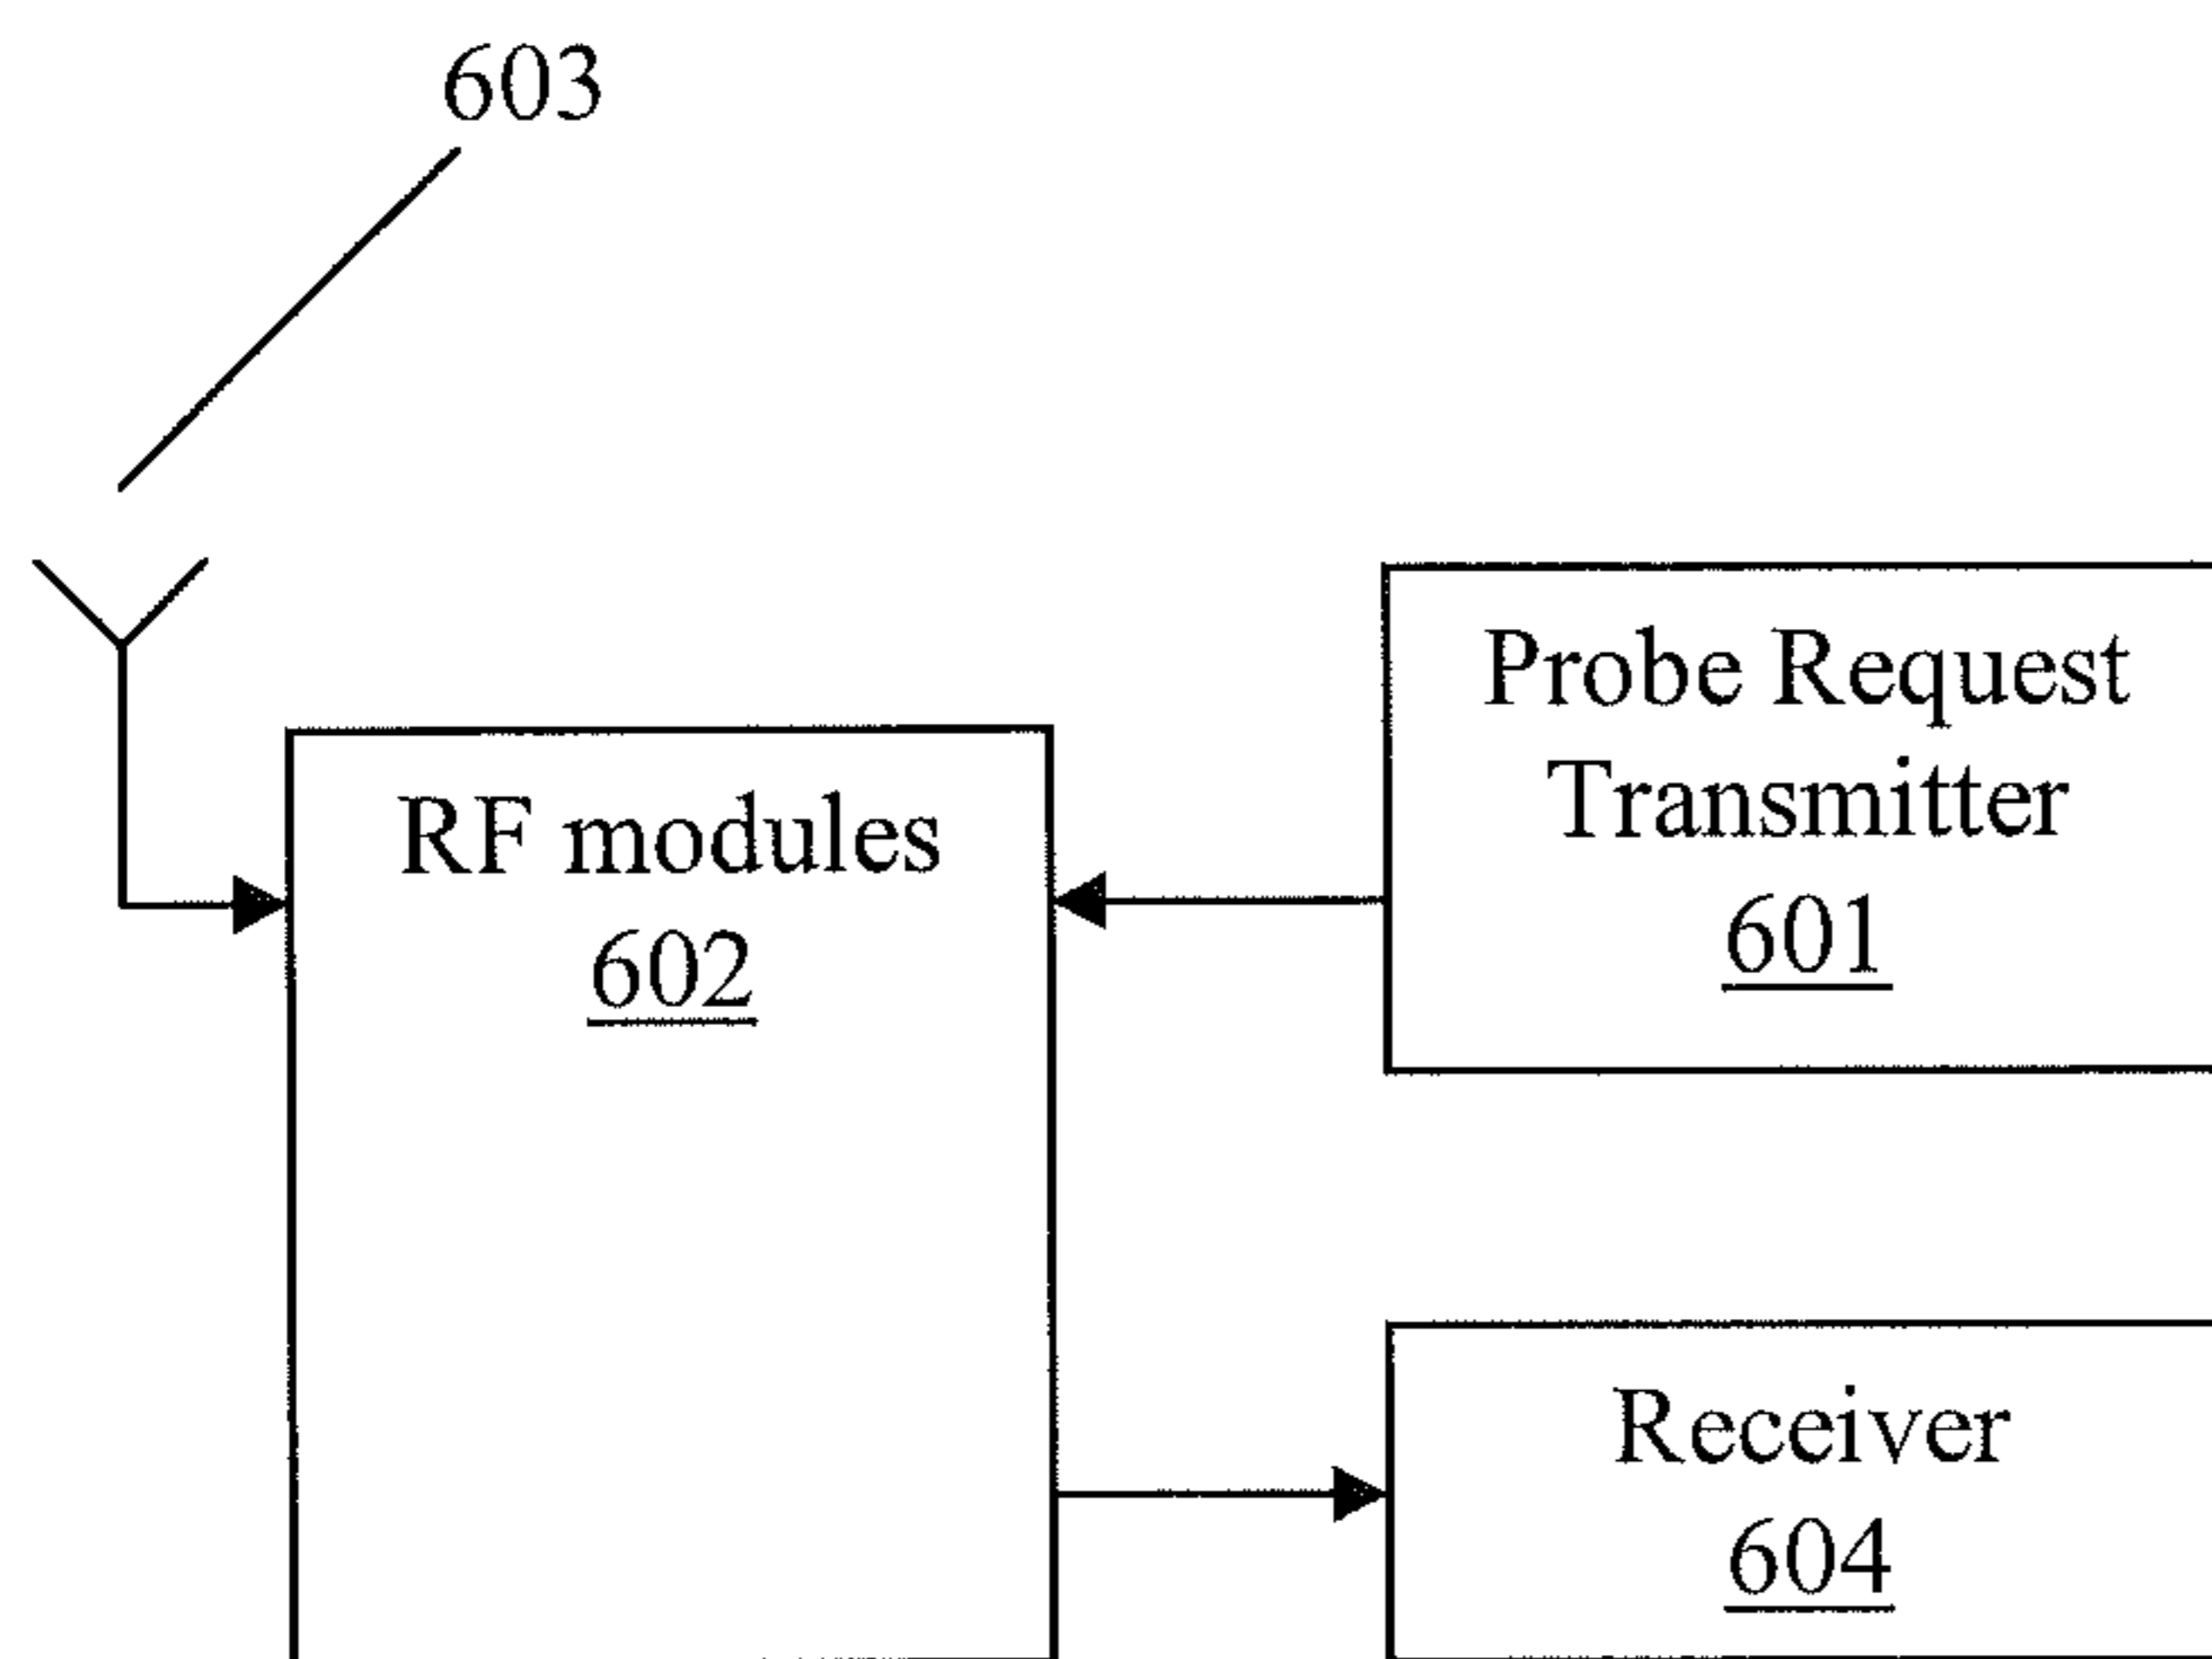 603
Probe Request
Transmitter
601
RF modules
602
Receiver
604